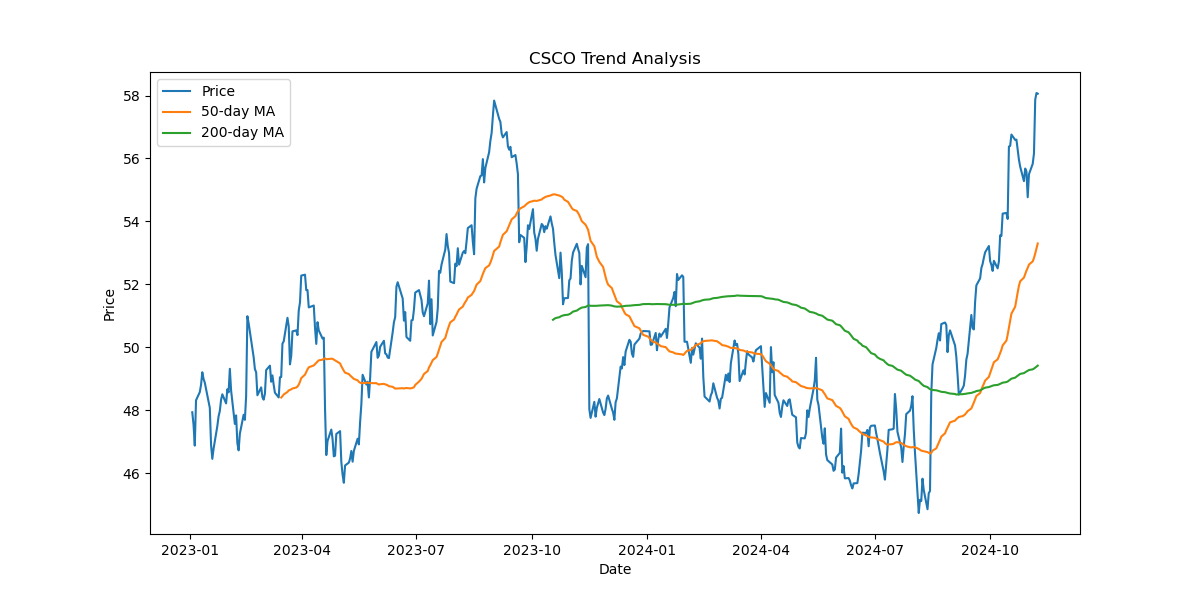 CSCO Trend Analysis
Price
50-day MA
200-day MA
58
56
54
52
50
48
46
Price
2023-01
2023-04
2023-07
2023-10
2024-01
2024-04
2024-07
2024-10
Date